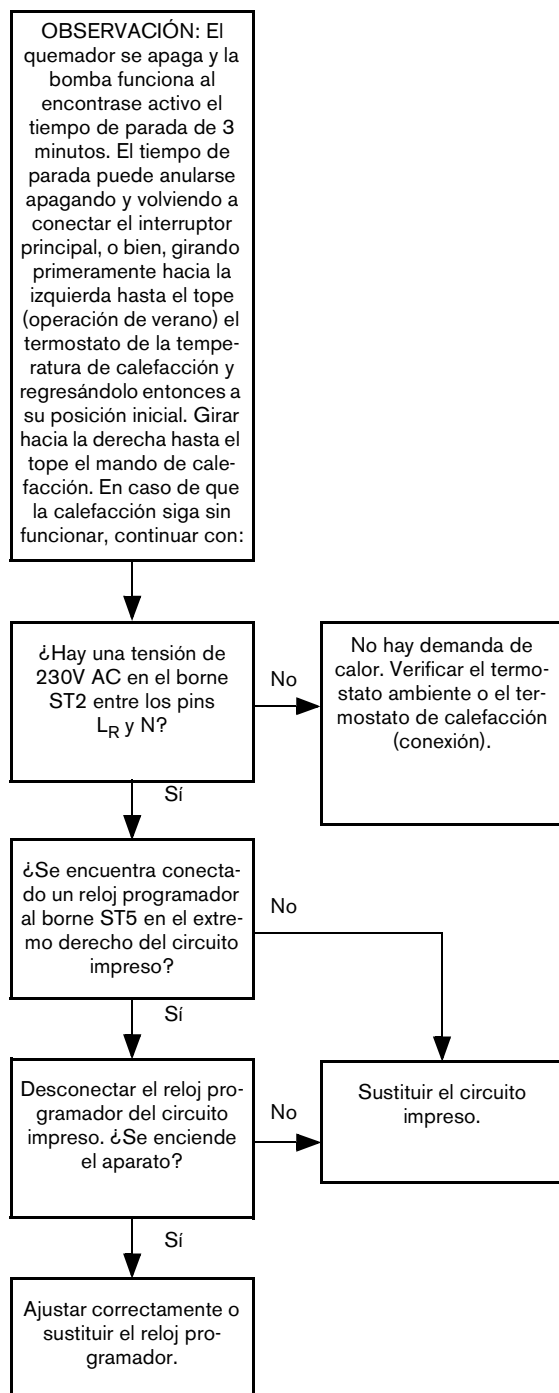 OBSERVACIÓN: El
quemador se apaga y la
bomba funciona al
encontrase activo el
tiempo de parada de 3
minutos. El tiempo de
parada puede anularse
apagando y volviendo a
conectar el interruptor
principal, o bien, girando
primeramente hacia la
izquierda hasta el tope
(operación de verano) el
termostato de la tempe-
ratura de calefacción y
regresándolo entonces a
su posición inicial. Girar
hacia la derecha hasta el
tope el mando de cale-
facción. En caso de que
la calefacción siga sin
funcionar, continuar con:
¿Hay una tensión de
230V AC en el borne
ST2 entre los pins
LR y N?
No
No hay demanda de
calor. Verificar el termo-
stato ambiente o el ter-
mostato de calefacción
(conexión).
Sí
¿Se encuentra conecta-
do un reloj programador
al borne ST5 en el extre-
mo derecho del circuito
impreso?
No
Sí
Desconectar el reloj pro-
gramador del circuito
impreso. ¿Se enciende
el aparato?
No
Sustituir el circuito
impreso.
Sí
Ajustar correctamente o
sustituir el reloj pro-
gramador.